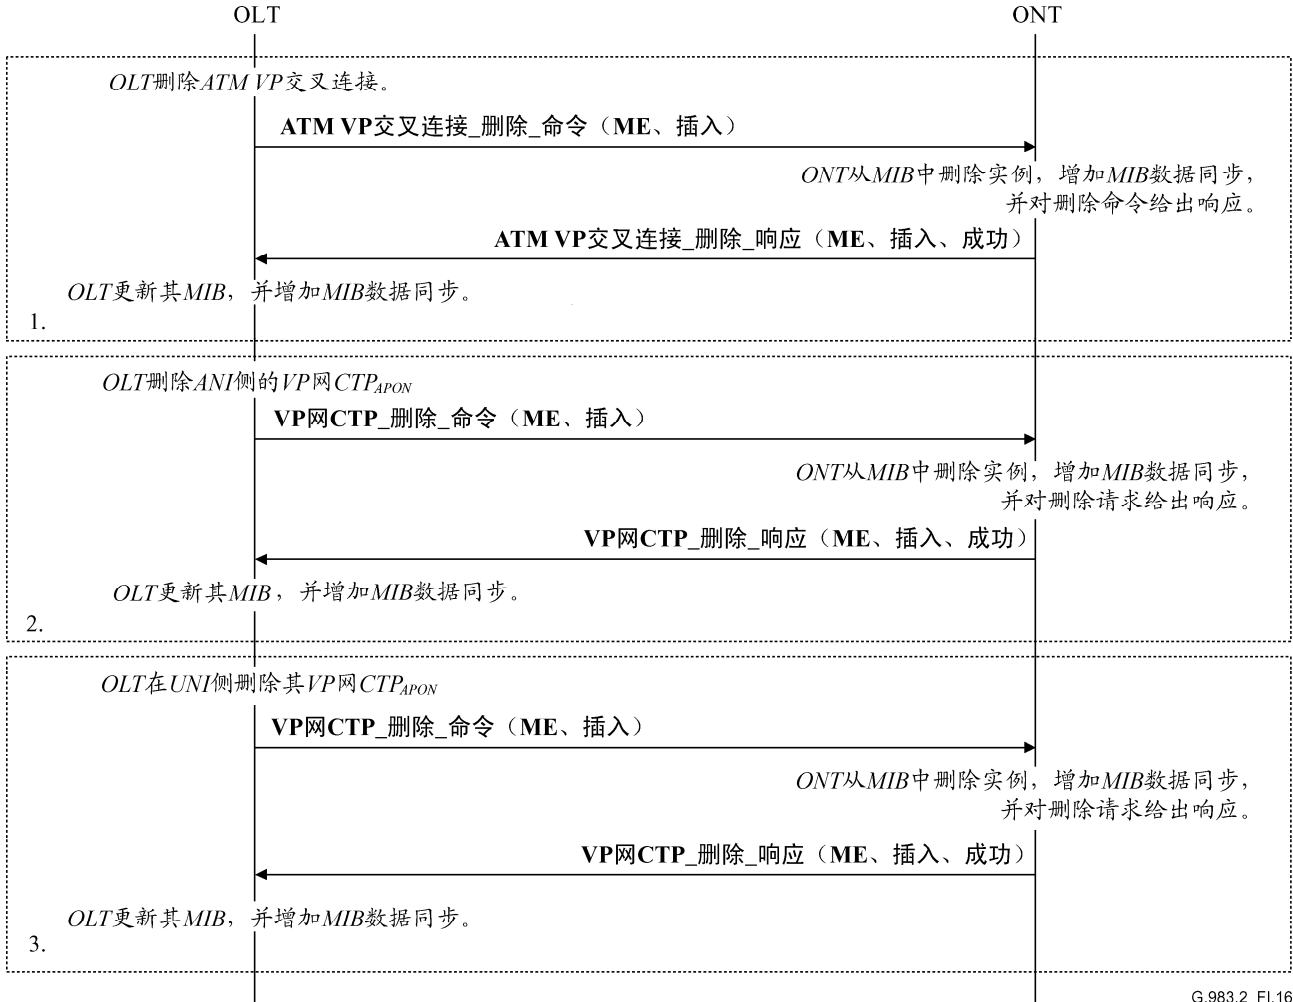 OLT
ONT
OLT删除ATM VP交叉连接。
ATM VP交叉连接_删除_命令（ME、插入）
ONT从MIB中删除实例，增加MIB数据同步，
并对删除命令给出响应。
ATM VP交叉连接_删除_响应（ME、插入、成功）
OLT更新其MIB，并增加MIB数据同步。
1.
OLT删除ANI侧的VP网CTPAPON
VP网CTP_删除_命令（ME、插入）
ONT从MIB中删除实例，增加MIB数据同步，
并对删除请求给出响应。
VP网CTP_删除_响应（ME、插入、成功）
OLT更新其MIB，并增加MIB数据同步。
2.
OLT在UNI侧删除其VP网CTPAPON
VP网CTP_删除_命令（ME、插入）
ONT从MIB中删除实例，增加MIB数据同步，
并对删除请求给出响应。
VP网CTP_删除_响应（ME、插入、成功）
OLT更新其MIB，并增加MIB数据同步。
3.
G.983.2_FI.16